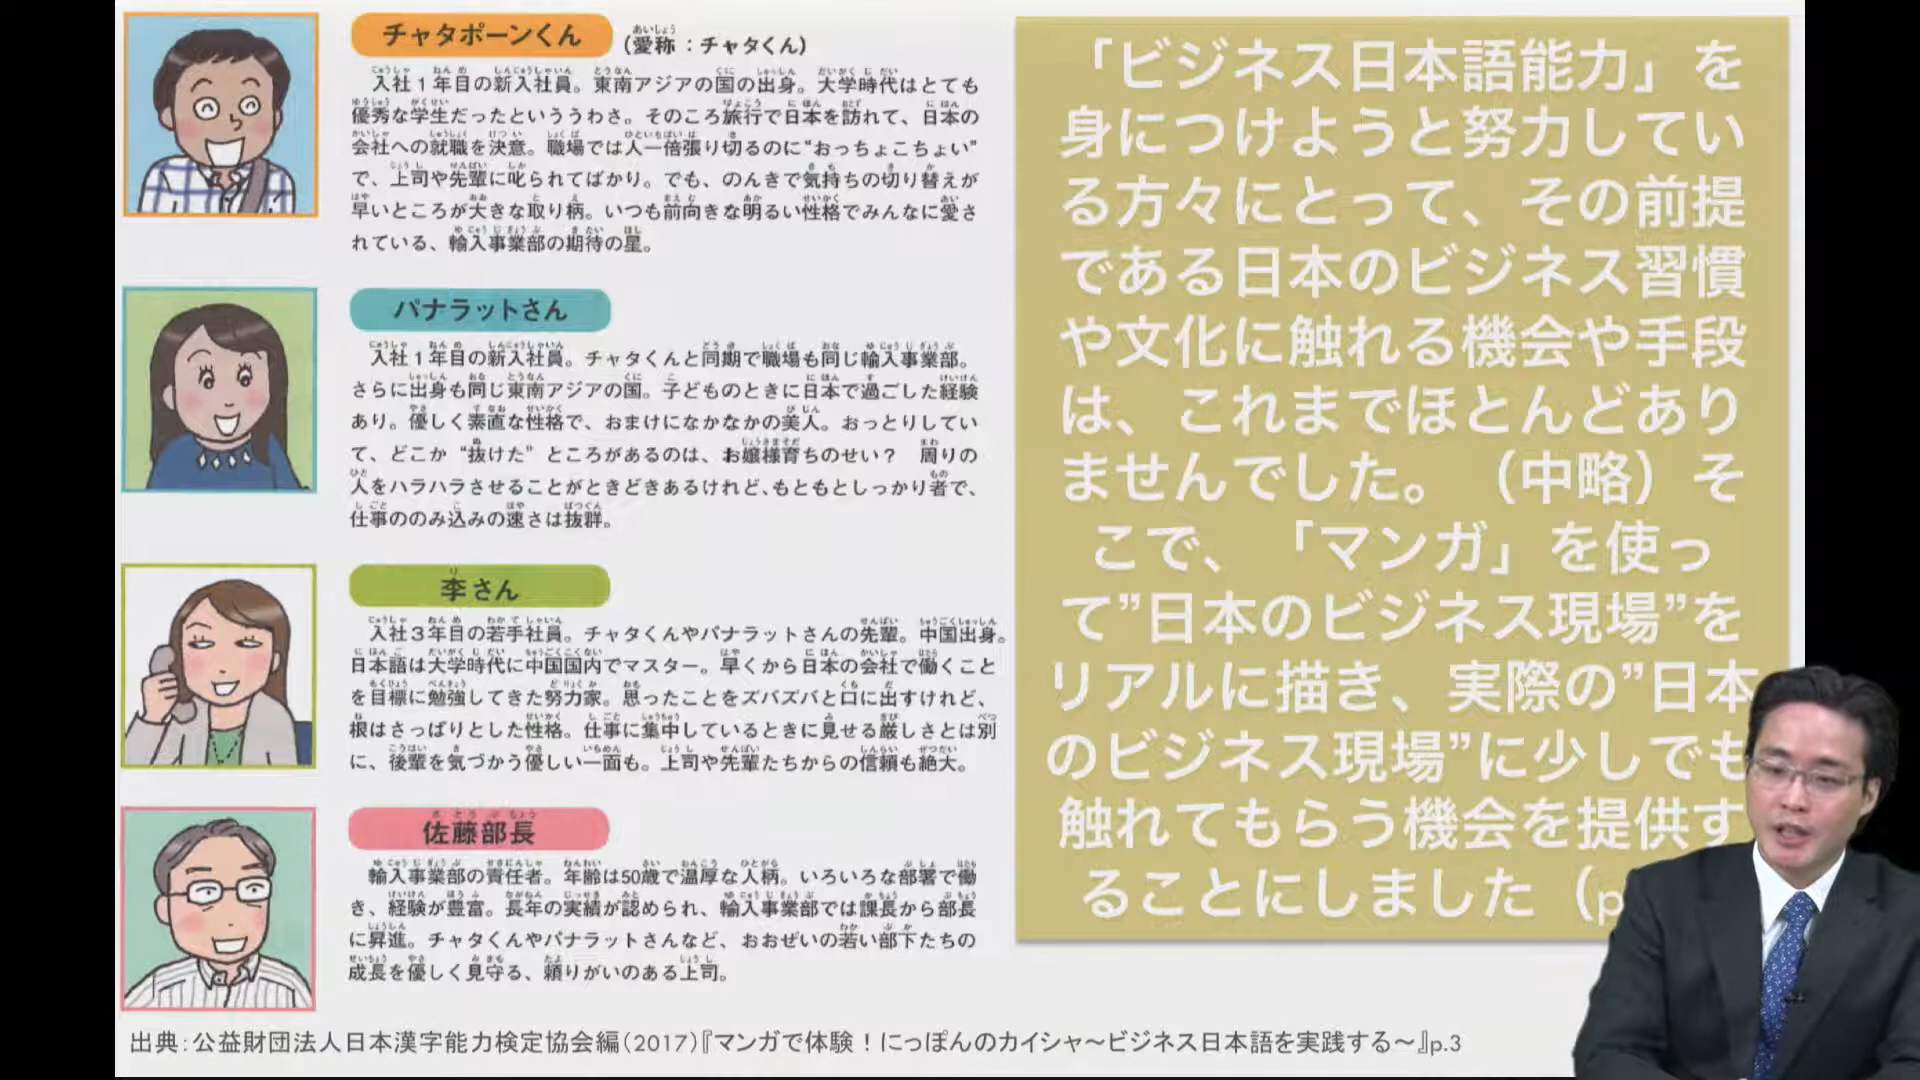 チャタポーンくん (愛称：チャタくん)
入社1年目の新入社員。東南アジアの国の出身。大学時代はとても
優秀な学生だったといううわさ。そのころ旅行で日本を訪れて、日本の
会社への就職を決意。職場では人一倍張り切るのに“おっちょこちょい”
で、上司や先輩に叱られてばかり。でも、のんきで気持ちの切り替えが
早いところが大きな取り柄。いつも前向きな明るい性格でみんなに愛さ
れている、輸入事業部の期待の星。
パナラットさん
入社1年目の新入社員。チャタくんと同期で職場も同じ輸入事業部。
さらに出身も同じ東南アジアの国。子どものときに日本で過ごした経験
あり。優しく素直な性格で、おまけになかなかの美人。おっとりしてい
て、どこか“抜けた”ところがあるのは、お嬢様育ちのせい？　周りの
人をハラハラさせることがときどきあるけれど、もともとしっかり者で、
仕事ののみ込みの速さは抜群。
李さん
入社3年目の若手社員。チャタくんやパナラットさんの先輩。中国出身。
日本語は大学時代に中国国内でマスター。早くから日本の会社で働くこと
を目標に勉強してきた努力家。思ったことをズバズバと口に出すけれど、
根はさっぱりとした性格。仕事に集中しているときに見せる厳しさとは別
に、後輩を気づかう優しい一面も。上司や先輩たちからの信頼も絶大。
佐藤部長
輸入事業部の責任者。年齢は50歳で温厚な人柄。いろいろな部署で働
き、経験が豊富。長年の実績が認められ、輸入事業部では課長から部長
に昇進。チャタくんやパナラットさんなど、おおぜいの若い部下たちの
成長を優しく見守る、頼りがいのある上司。
「ビジネス日本語能力」を
身につけようと努力してい
る方々にとって、その前提
である日本のビジネス習慣
や文化に触れる機会や手段
は、これまでほとんどあり
ませんでした。（中略）そ
こで、「マンガ」を使っ
て”日本のビジネス現場”を
リアルに描き、実際の”日本
のビジネス現場”に少しでも
触れてもらう機会を提供す
ることにしました（p
出典：公益財団法人日本漢字能力検定協会編（2017）『マンガで体験！にっぽんのカイシャ～ビジネス日本語を実践する～』p.3